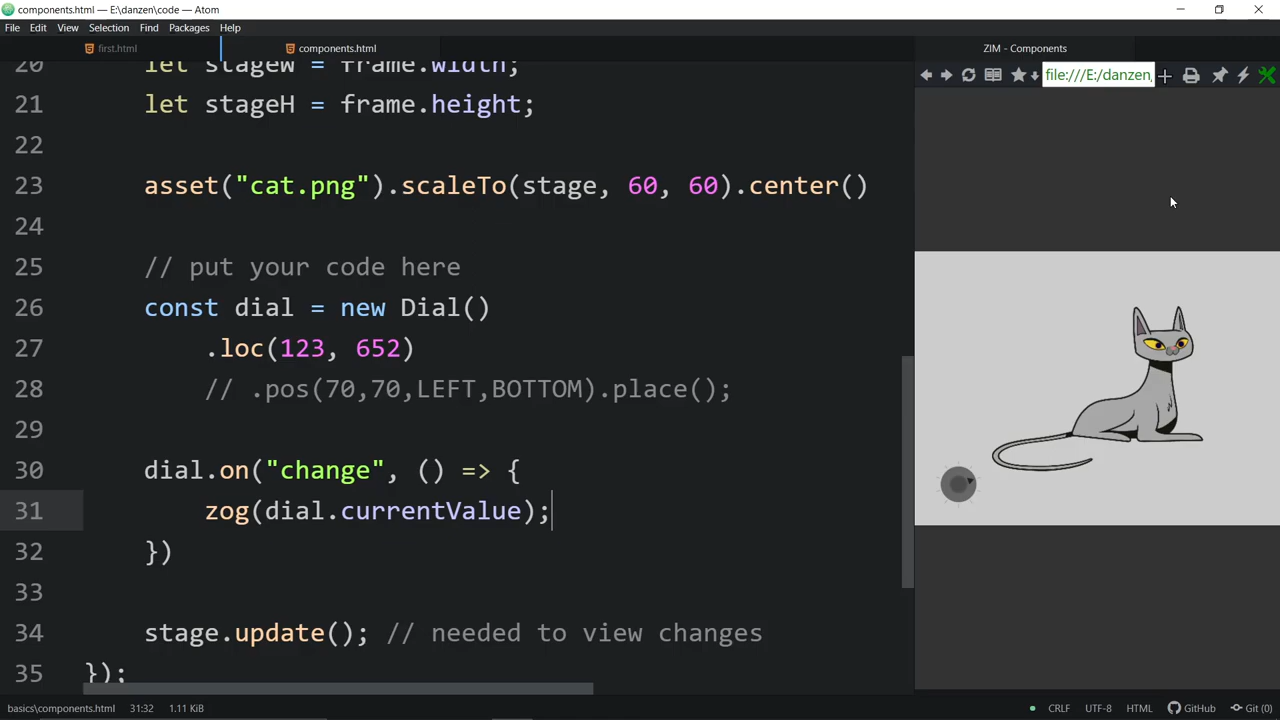 components.html — E:\danzen\code — Atom
File Edit View Selection Find Packages Help
first.html components.html ZIM - Components
file:///E:/danzen
20 let stageW = frame.width;
21 let stageH = frame.height;
22
23 asset("cat.png").scaleTo(stage, 60, 60).center()
24
25 // put your code here
26 const dial = new Dial()
27 .loc(123, 652)
28 // .pos(70,70,LEFT,BOTTOM).place();
29
30 dial.on("change", () => {
31 zog(dial.currentValue);
32 })
33
34 stage.update(); // needed to view changes
35 });
basics\components.html 31:32 1.11 KiB CRLF UTF-8 HTML GitHub Git (0)